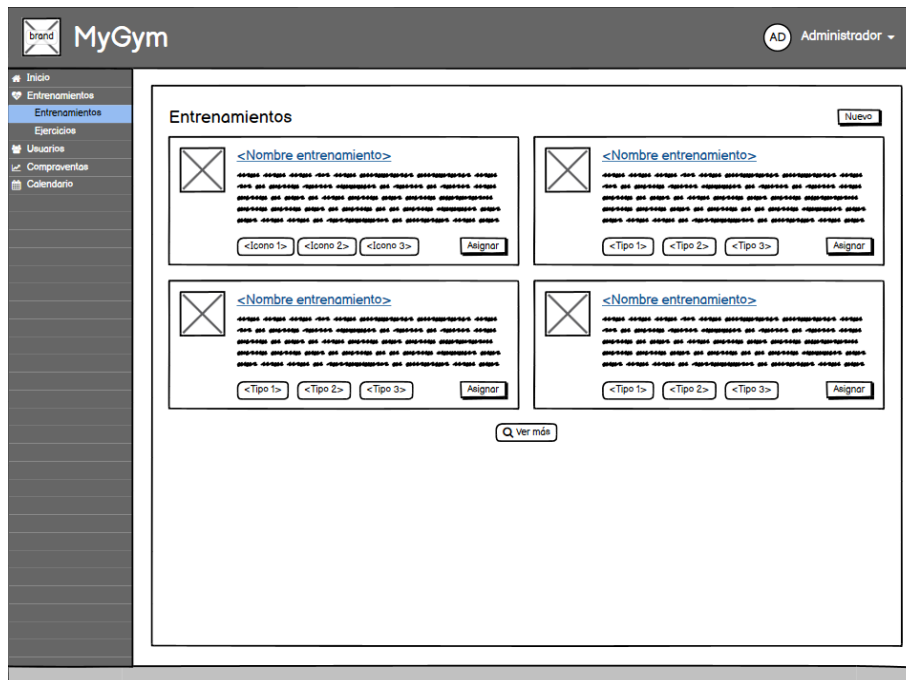 brand
MyGym
AD
Administrador
Inicio
Entrenamientos
Entrenamientos
Ejercicios
Usuarios
Compraventas
Calendario
Entrenamientos
Nuevo
<Nombre entrenamiento>
<Icono 1> <Icono 2> <Icono 3>
Asignar
<Nombre entrenamiento>
<Tipo 1> <Tipo 2> <Tipo 3>
Asignar
<Nombre entrenamiento>
<Tipo 1> <Tipo 2> <Tipo 3>
Asignar
<Nombre entrenamiento>
<Tipo 1> <Tipo 2> <Tipo 3>
Asignar
Ver más